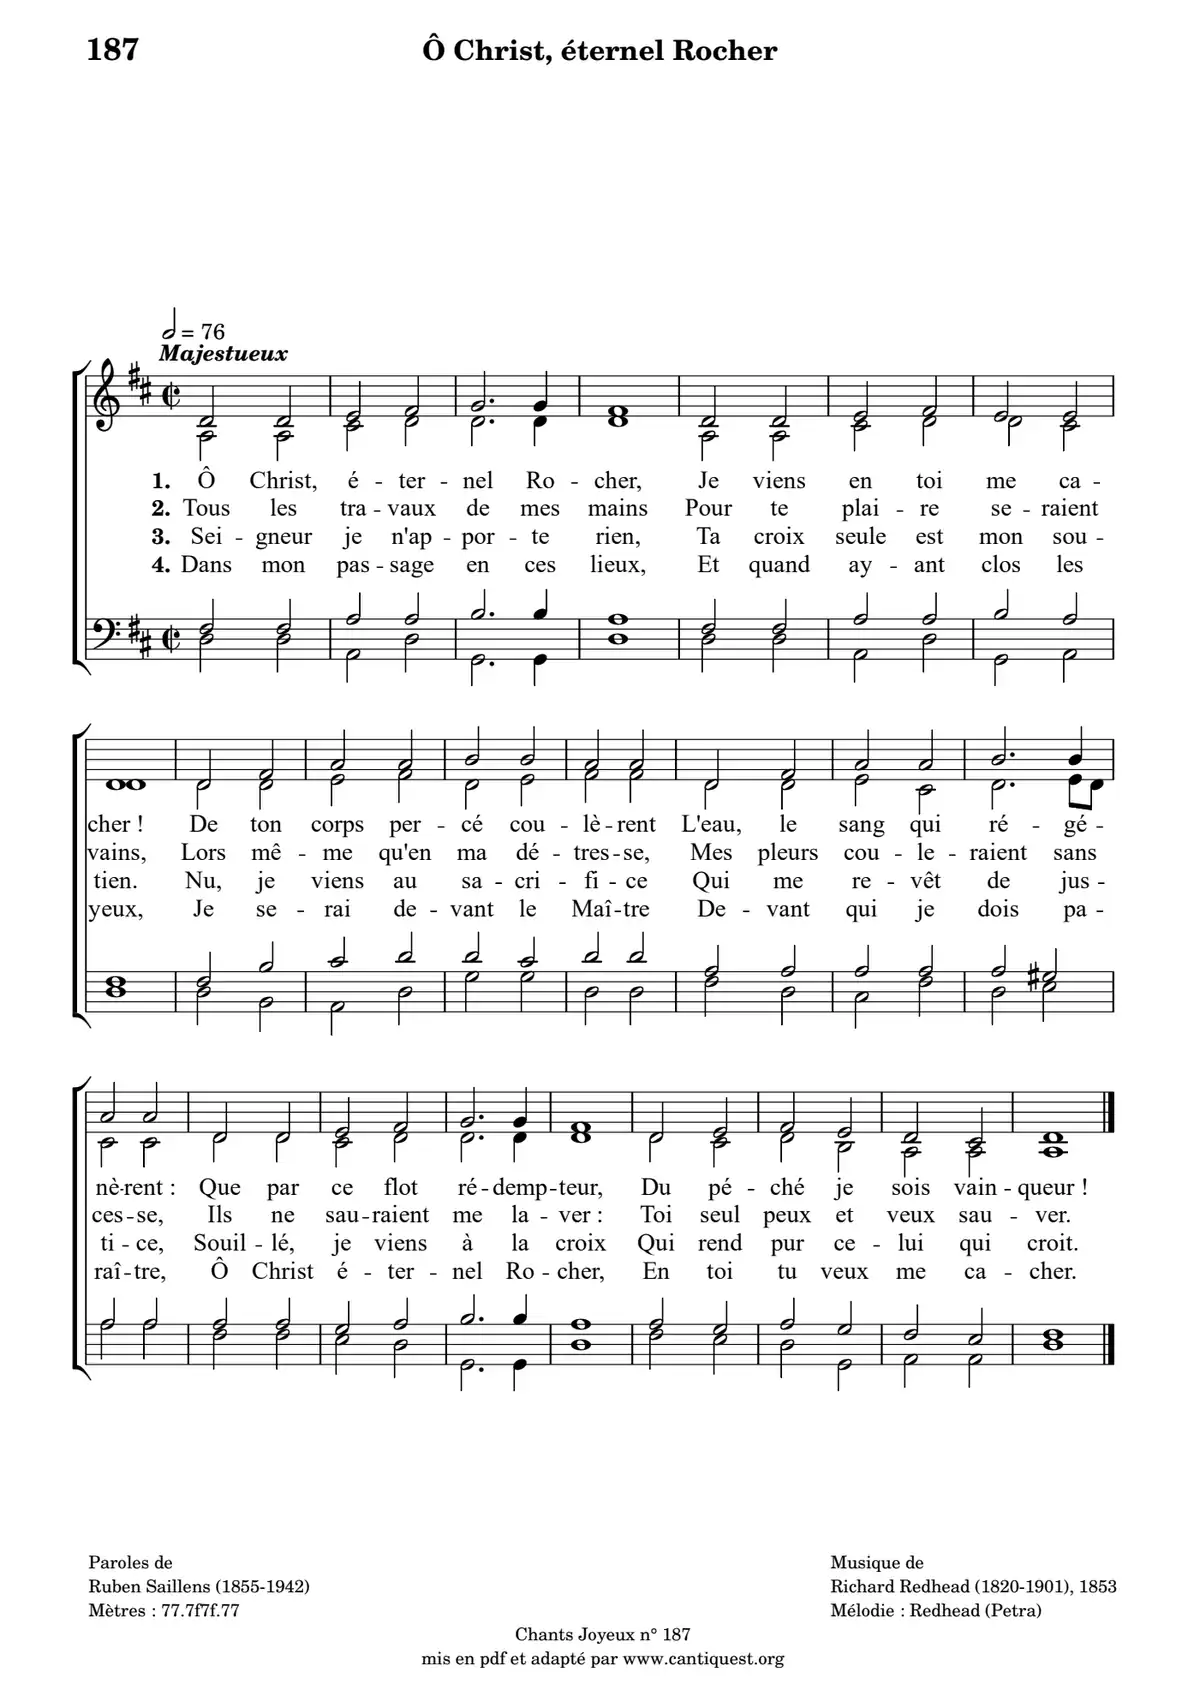 187
Ô Christ, éternel Rocher
= 76
Majestueux
1. Ô Christ, é - ter - nel Ro - cher, Je viens en toi me ca -
2. Tous les tra - vaux de mes mains Pour te plai - re se - raient
3. Sei - gneur je n'ap - por - te rien, Ta croix seule est mon sou -
4. Dans mon pas - sage en ces lieux, Et quand ay - ant clos les
cher ! De ton corps per - cé cou - lè - rent L'eau, le sang qui ré - gé -
vains, Lors mê - me qu'en ma dé - tres - se, Mes pleurs cou - le - raient sans
tien. Nu, je viens au sa - cri - fi - ce Qui me re - vêt de jus -
yeux, Je se - rai de - vant le Maî - tre De - vant qui je dois pa -
nè - rent : Que par ce flot ré - demp - teur, Du pé - ché je sois vain - queur !
ces - se, Ils ne sau - raient me la - ver : Toi seul peux et veux sau - ver.
ti - ce, Souil - lé, je viens à la croix Qui rend pur ce - lui qui croit.
raî - tre, Ô Christ é - ter - nel Ro - cher, En toi tu veux me ca - cher.
Paroles de
Ruben Saillens (1855-1942)
Mètres : 77.7f7f.77
Musique de
Richard Redhead (1820-1901), 1853
Mélodie : Redhead (Petra)
Chants Joyeux n° 187
mis en pdf et adapté par www.cantiquest.org